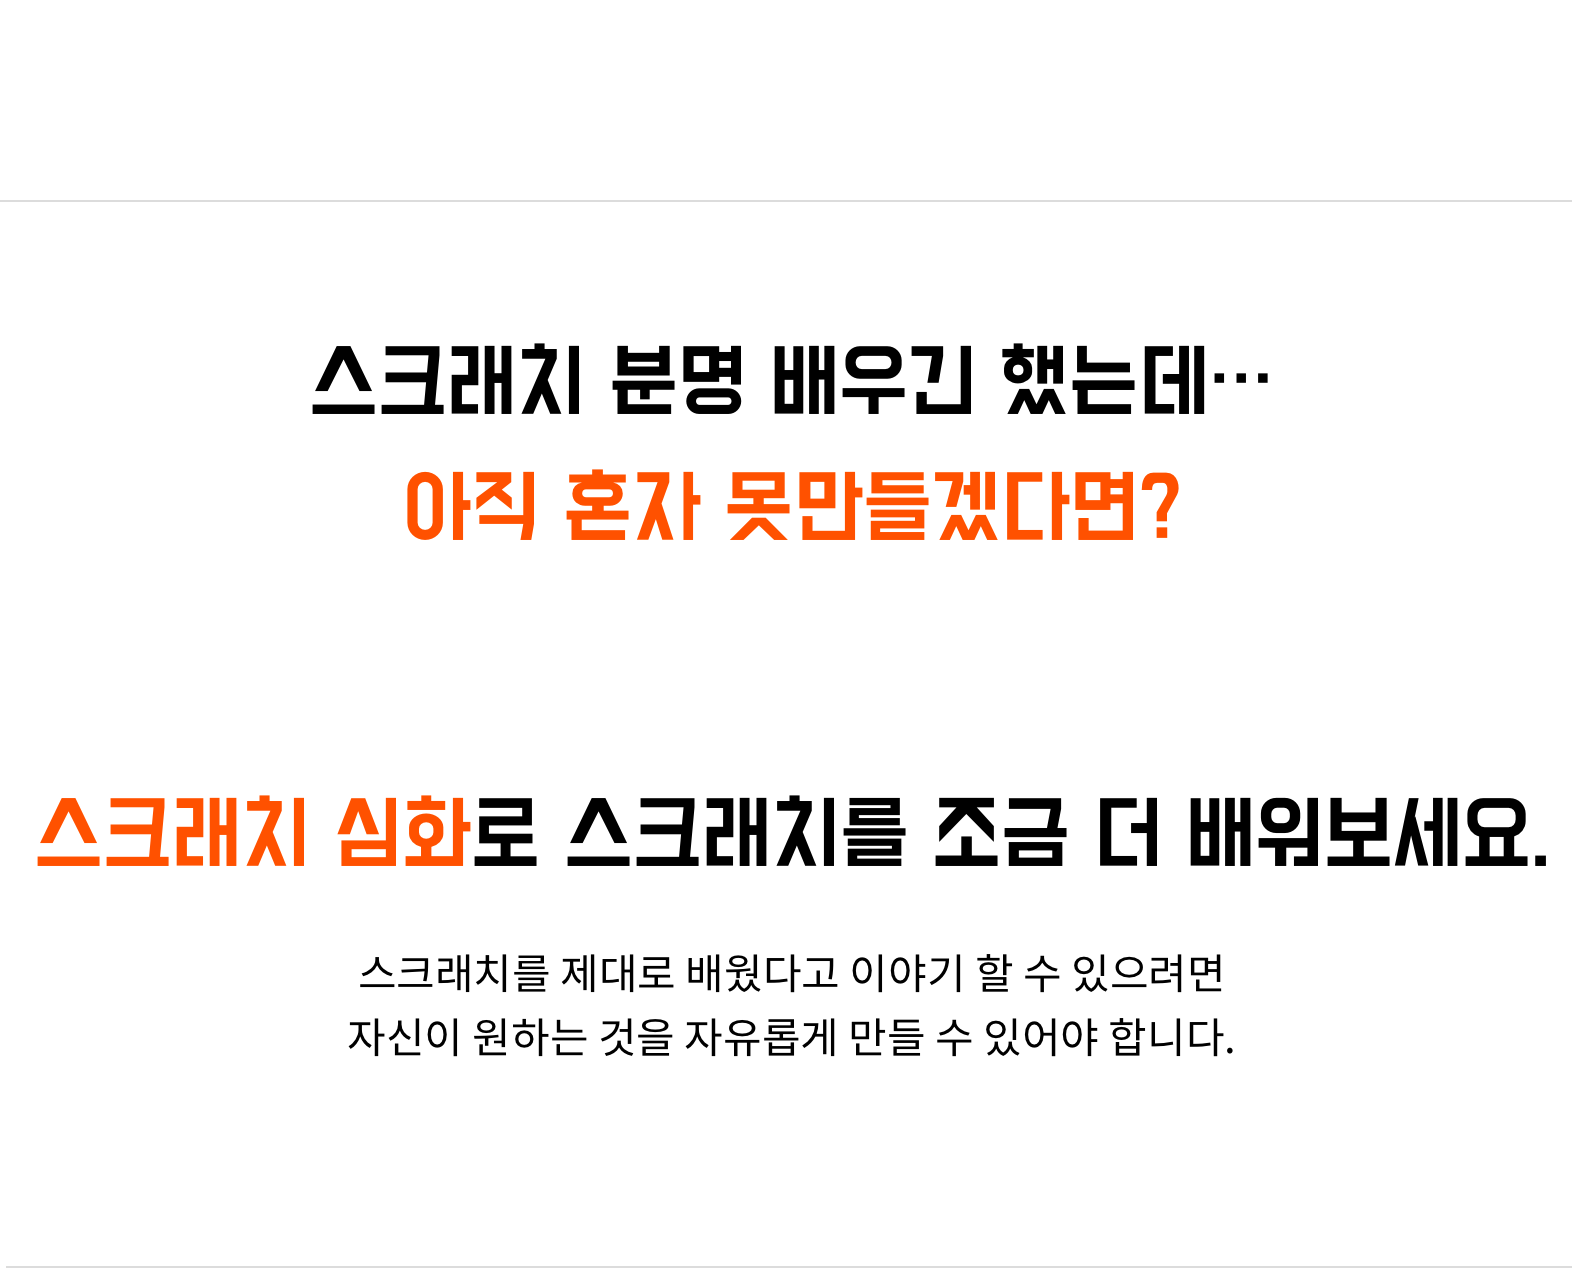 스크래치 분명 배우긴 했는데…
아직 혼자 못만들겠다면?
스크래치 심화로 스크래치를 조금 더 배워보세요.
스크래치를 제대로 배웠다고 이야기 할 수 있으려면
자신이 원하는 것을 자유롭게 만들 수 있어야 합니다.